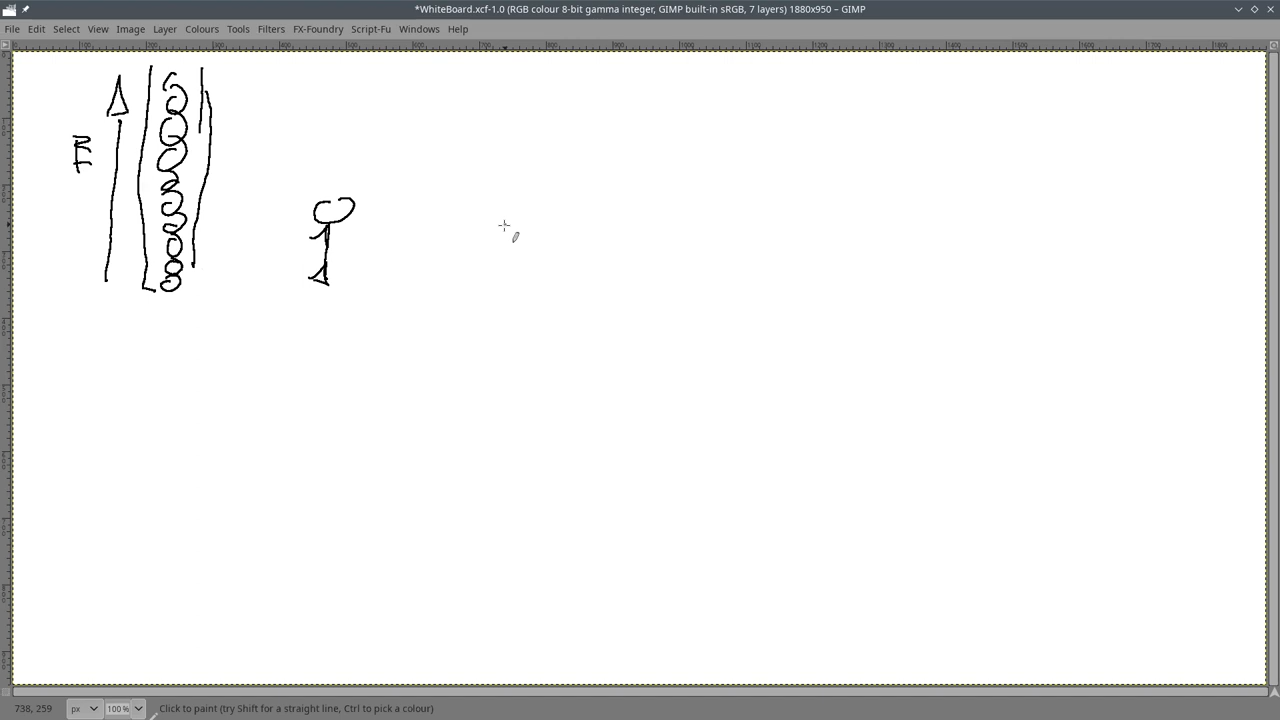 *WhiteBoard.xcf-1.0 (RGB colour 8-bit gamma integer, GIMP built-in sRGB, 7 layers) 1880x950 – GIMP
File Edit Select View Image Layer Colours Tools Filters FX-Foundry Script-Fu Windows Help
738, 259 px 100% Click to paint (try Shift for a straight line, Ctrl to pick a colour)